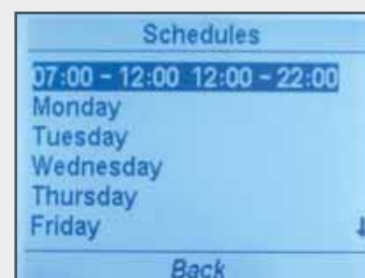 Schedules
07:00 - 12:00 12:00 - 22:00
Monday
Tuesday
Wednesday
Thursday
Friday
Back